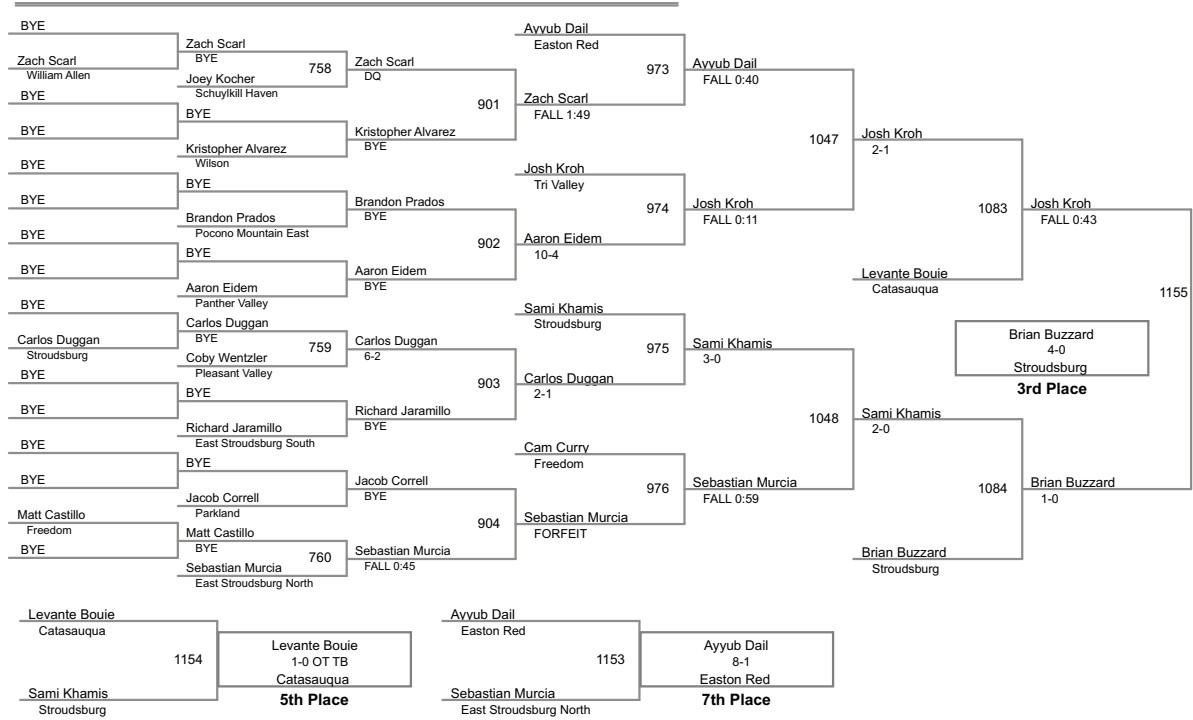 BYE
Zach Scarl
William Allen
BYE
BYE
BYE
BYE
BYE
BYE
BYE
Carlos Duggan
Stroudsburg
BYE
BYE
BYE
BYE
Matt Castillo
Freedom
BYE
Zach Scarl
BYE
758
Joey Kocher
Schuylkill Haven
BYE
Kristopher Alvarez
Wilson
BYE
Brandon Prados
Pocono Mountain East
BYE
Aaron Eidem
Panther Valley
Carlos Duggan
BYE
759
Coby Wentzler
Pleasant Valley
BYE
Richard Jaramillo
East Stroudsburg South
BYE
Jacob Correll
Parkland
Matt Castillo
BYE
760
Sebastian Murcia
East Stroudsburg North
Zach Scarl
DQ
901
Kristopher Alvarez
BYE
Brandon Prados
BYE
902
Aaron Eidem
BYE
Carlos Duggan
6-2
903
Richard Jaramillo
BYE
Jacob Correll
BYE
904
Sebastian Murcia
FALL 0:45
Ayyub Dail
Easton Red
973
Zach Scarl
FALL 1:49
Josh Kroh
Tri Valley
974
Aaron Eidem
10-4
Sami Khamis
Stroudsburg
975
Carlos Duggan
2-1
Cam Curry
Freedom
976
Sebastian Murcia
FORFEIT
Ayyub Dail
FALL 0:40
1047
Josh Kroh
FALL 0:11
Sami Khamis
3-0
1048
Sebastian Murcia
FALL 0:59
Josh Kroh
2-1
1083
Levante Bouie
Catasauqua
Sami Khamis
2-0
1084
Brian Buzzard
Stroudsburg
Josh Kroh
FALL 0:43
1155
Brian Buzzard
1-0
Brian Buzzard
4-0
Stroudsburg
3rd Place
Levante Bouie
Catasauqua
1154
Sami Khamis
Stroudsburg
Levante Bouie
1-0 OT TB
Catasauqua
5th Place
Ayyub Dail
Easton Red
1153
Sebastian Murcia
East Stroudsburg North
Ayyub Dail
8-1
Easton Red
7th Place